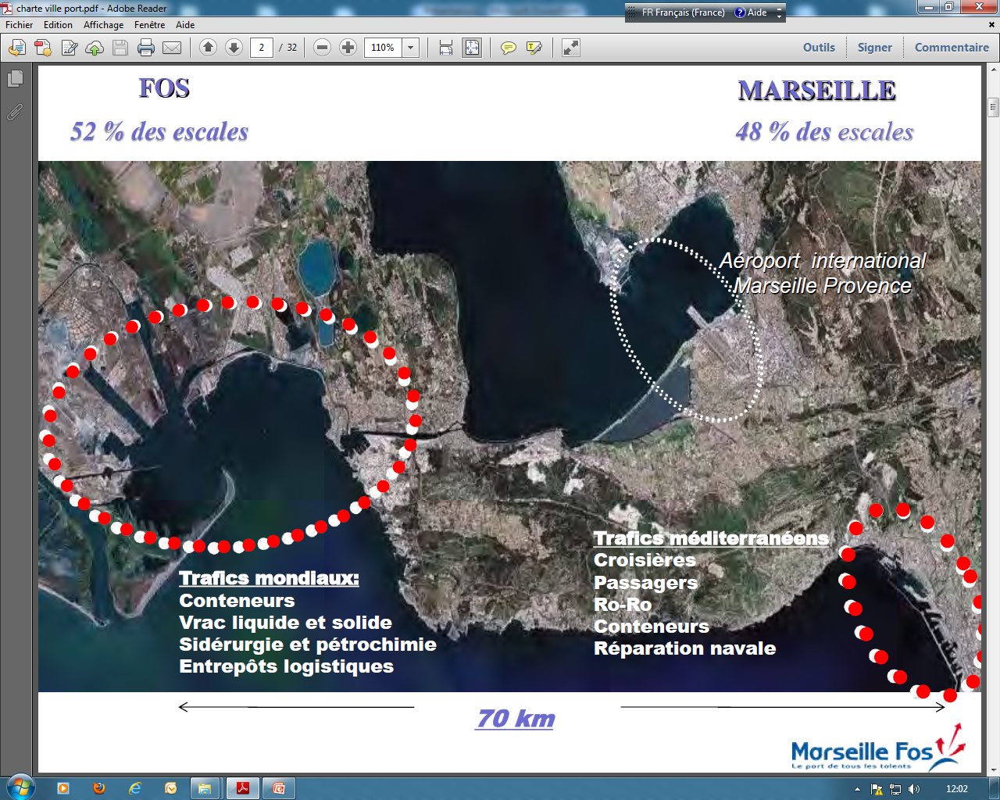 charte ville port.pdf - Adobe Reader
FR Français (France)
Aide
Fichier Edition Affichage Fenêtre Aide
2 / 32
110%
Outils Signer Commentaire
FOS
MARSEILLE
52 % des escales
48 % des escales
Aéroport international
Marseille Provence
Trafics méditerranéens
Croisières
Passagers
Ro-Ro
Conteneurs
Réparation navale
Trafics mondiaux:
Conteneurs
Vrac liquide et solide
Sidérurgie et pétrochimie
Entrepôts logistiques
70 km
Marseille Fos
Le port de tous les talents
12:02